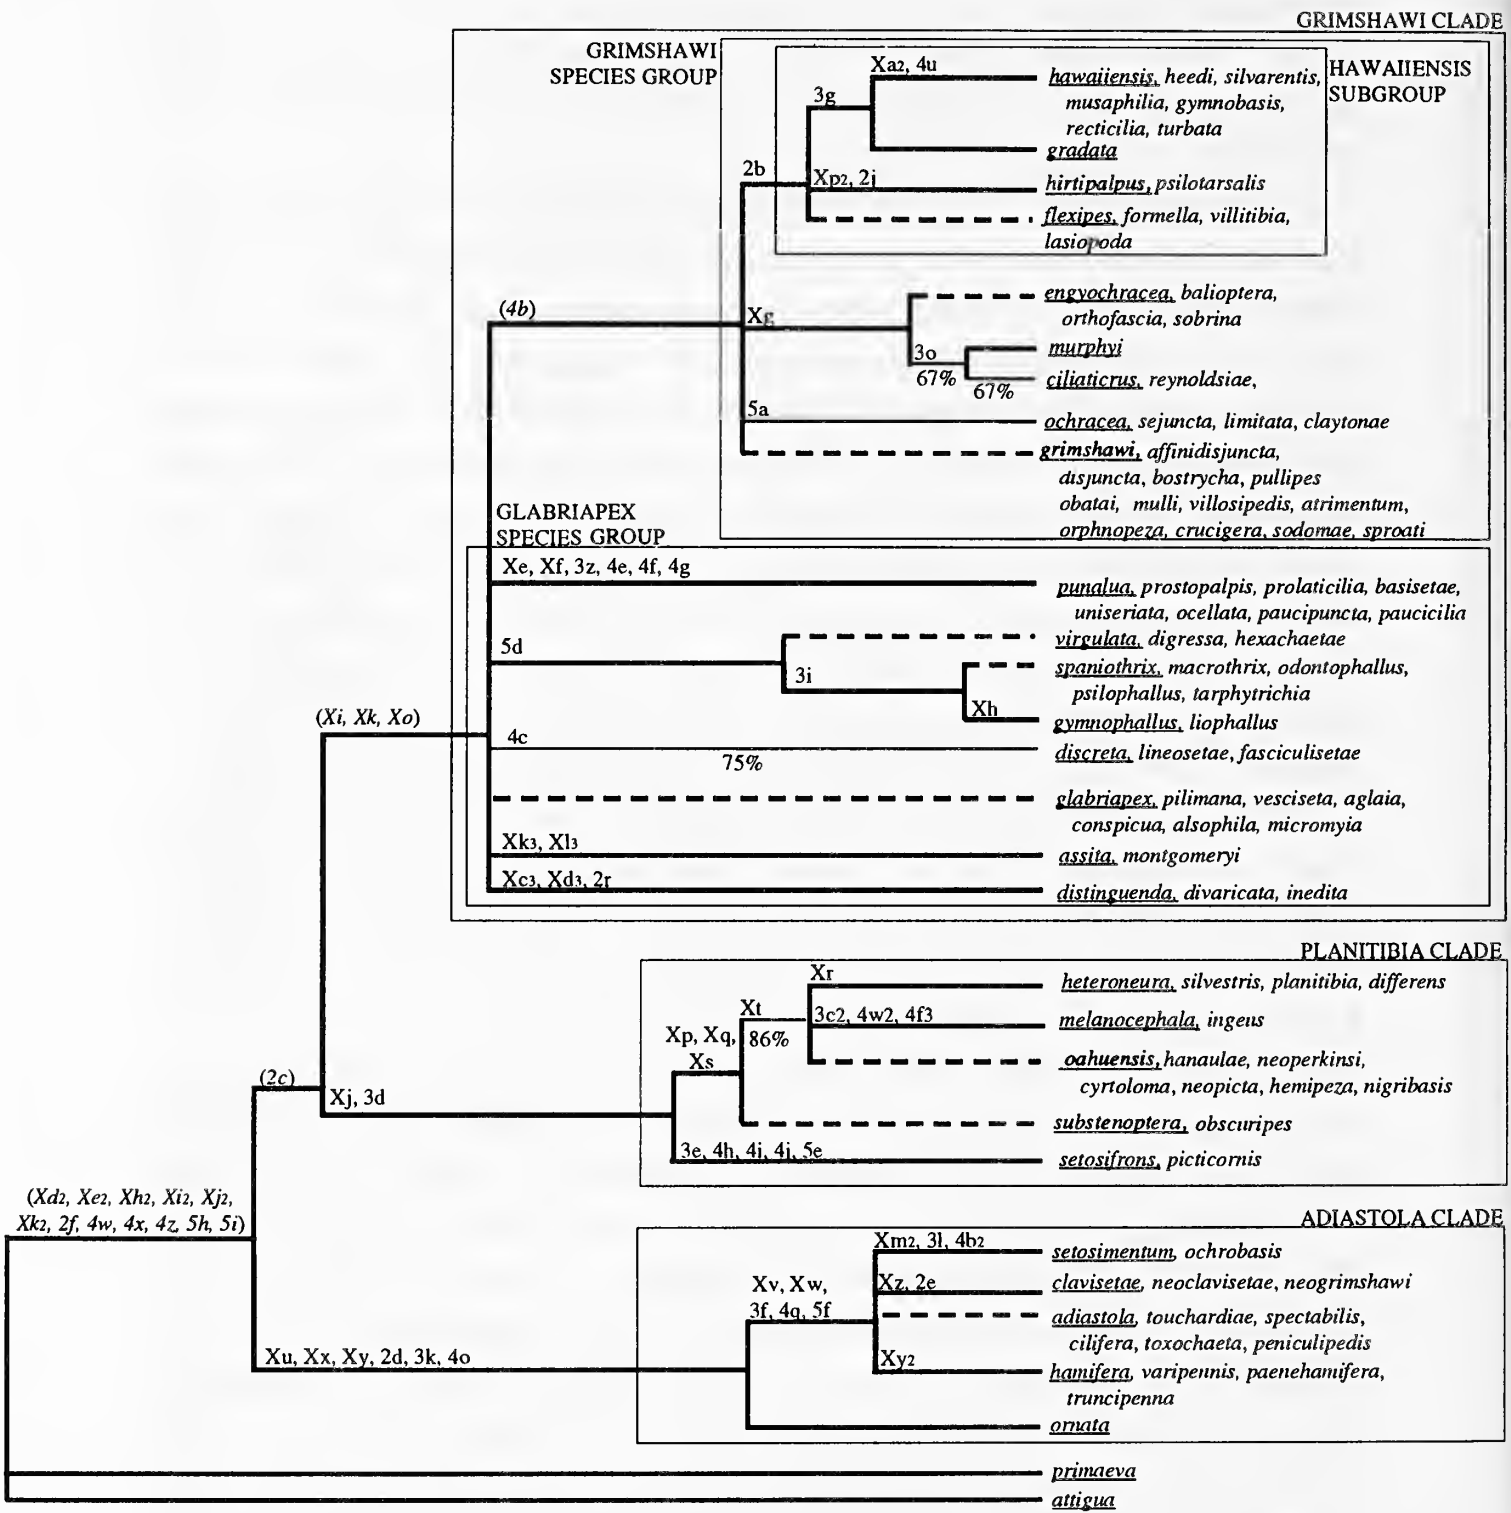 GRIMSHAWI CLADE
GRIMSHAWI
SPECIES GROUP
HAWAIIENSIS
SUBGROUP
Xa2, 4u
hawaiiensis, heedi, silvarentis,
musaphilia, gymnobasis,
recticilia, turbata
3g
gradata
2b
Xp2, 2j
hirtipalpus, psilotarsalis
flexipes, formella, villitibia,
lasiopoda
(4b)
engyochracea, balioptera,
orthofascia, sobrina
Xg
murphyi
3o
67%
ciliaticrus, reynoldsiae,
67%
5a
ochracea, sejuncta, limitata, claytonae
grimshawi, affinidisjuncta,
disjuncta, bostrycha, pullipes
obatai, mulli, villosipedis, atrimentum,
orphnopeza, crucigera, sodomae, sproati
GLABRIAPEX
SPECIES GROUP
Xe, Xf, 3z, 4e, 4f, 4g
punalua, prostopalpis, prolaticilia, basisetae,
uniseriata, ocellata, paucipuncta, paucicilia
5d
virgulata, digressa, hexachaetae
3i
spaniothrix, macrothrix, odontophallus,
psilophallus, tarphytrichia
Xh
gymnophallus, liophallus
(Xi, Xk, Xo)
4c
75%
discreta, lineosetae, fasciculisetae
glabriapex, pilimana, vesciseta, aglaia,
conspicua, alsophila, micromyia
Xk3, Xl3
assita, montgomeryi
Xc3, Xd3, 2r
distinguenda, divaricata, inedita
PLANITIBIA CLADE
Xr
heteroneura, silvestris, planitibia, differens
Xt
86%
3c2, 4w2, 4f3
melanocephala, ingens
Xp, Xq,
Xs
oahuensis, hanaulae, neoperkinsi,
cyrtoloma, neopicta, hemipeza, nigribasis
(2c)
Xj, 3d
substenoptera, obscuripes
3e, 4h, 4i, 4j, 5e
setosifrons, picticornis
(Xd2, Xe2, Xh2, Xi2, Xj2,
Xk2, 2f, 4w, 4x, 4z, 5h, 5i)
ADIASTOLA CLADE
Xm2, 3l, 4b2
setosimentum, ochrobasis
Xv, Xw,
3f, 4q, 5f
Xz, 2e
clavisetae, neoclavisetae, neogrimshawi
adiastola, touchardiae, spectabilis,
cilifera, toxochaeta, peniculipedis
Xu, Xx, Xy, 2d, 3k, 4o
Xy2
hamifera, varipennis, paenehamifera,
truncipenna
ornata
primaeva
attigua